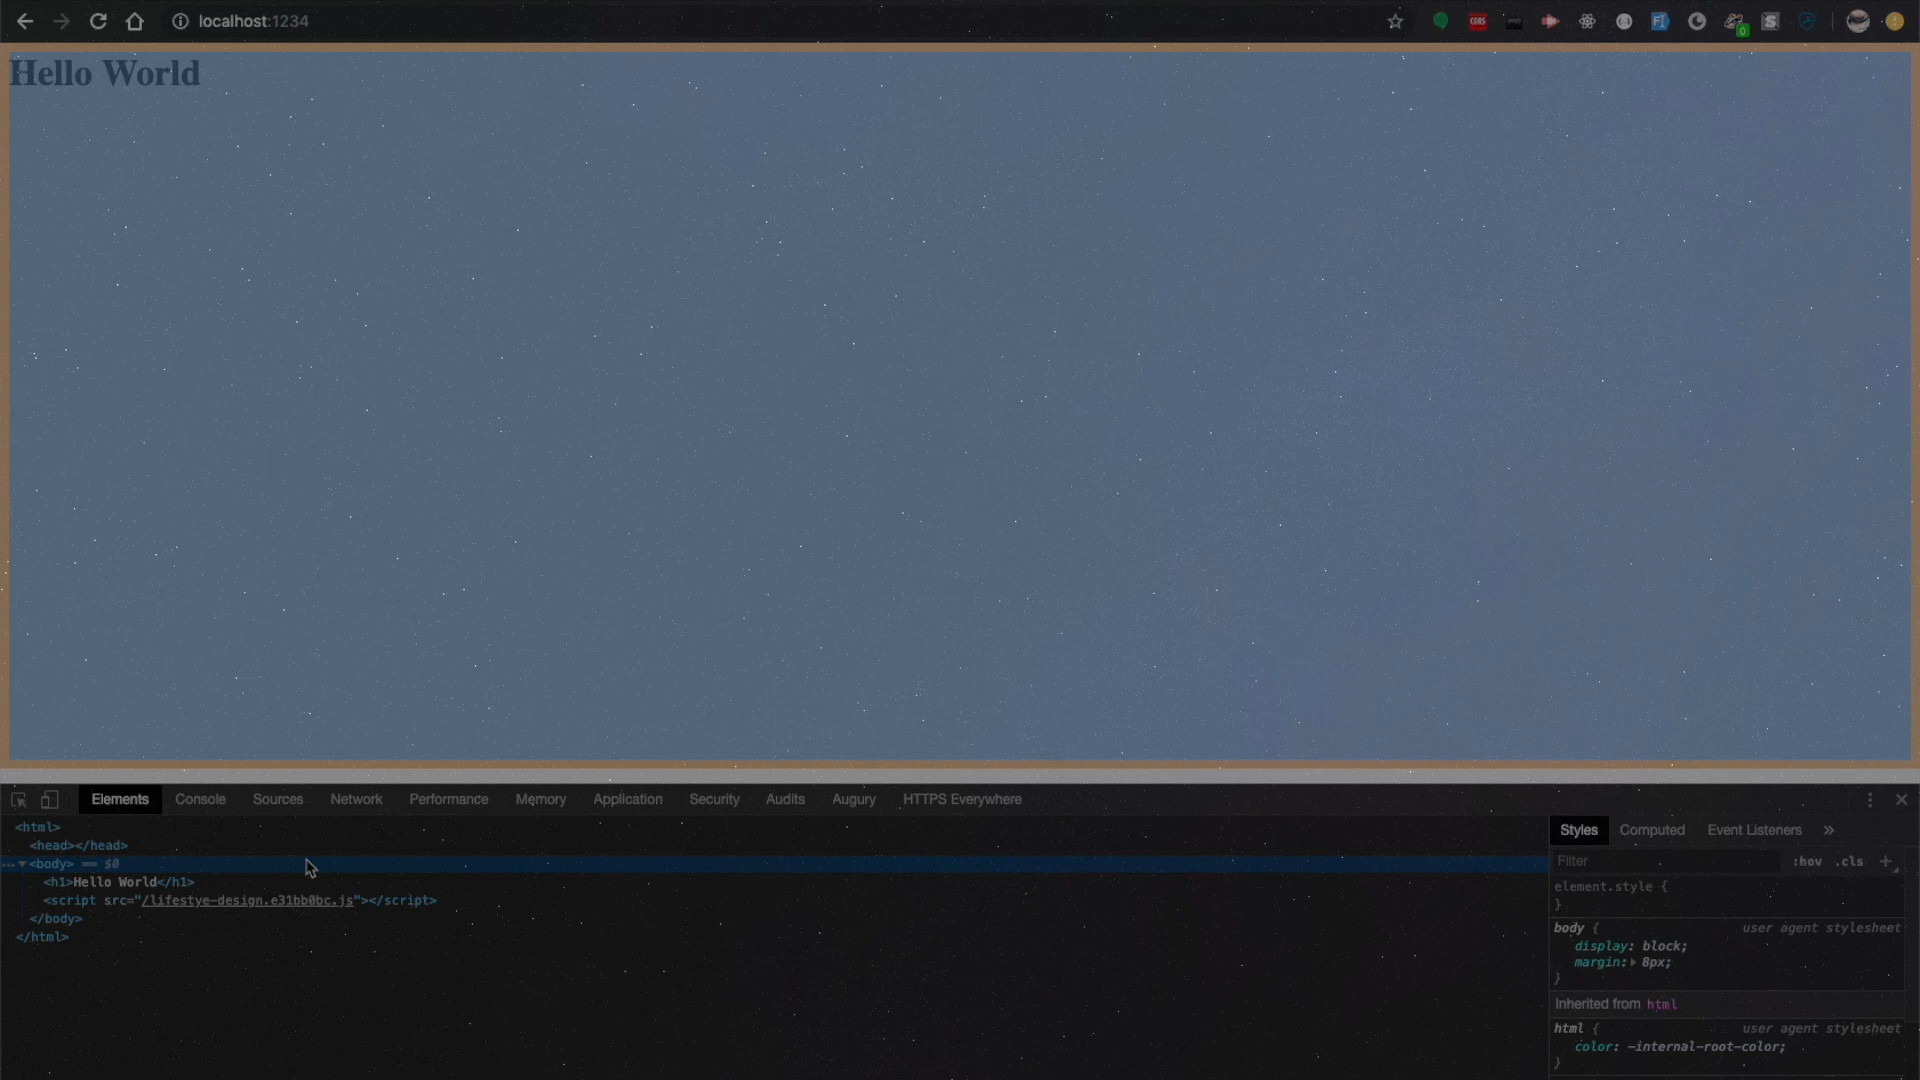 localhost:1234
CORS
0
Hello World
Elements Console Sources Network Performance Memory Application Security Audits Augury HTTPS Everywhere
<html>
<head></head>
<body> == $0
<h1>Hello World</h1>
<script src="/lifestye-design.e31bb0bc.js"></script>
</body>
</html>
Styles Computed Event Listeners »
Filter :hov .cls +
element.style {
}
body { user agent stylesheet
display: block;
margin: 8px;
}
Inherited from html
html { user agent stylesheet
color: -internal-root-color;
}